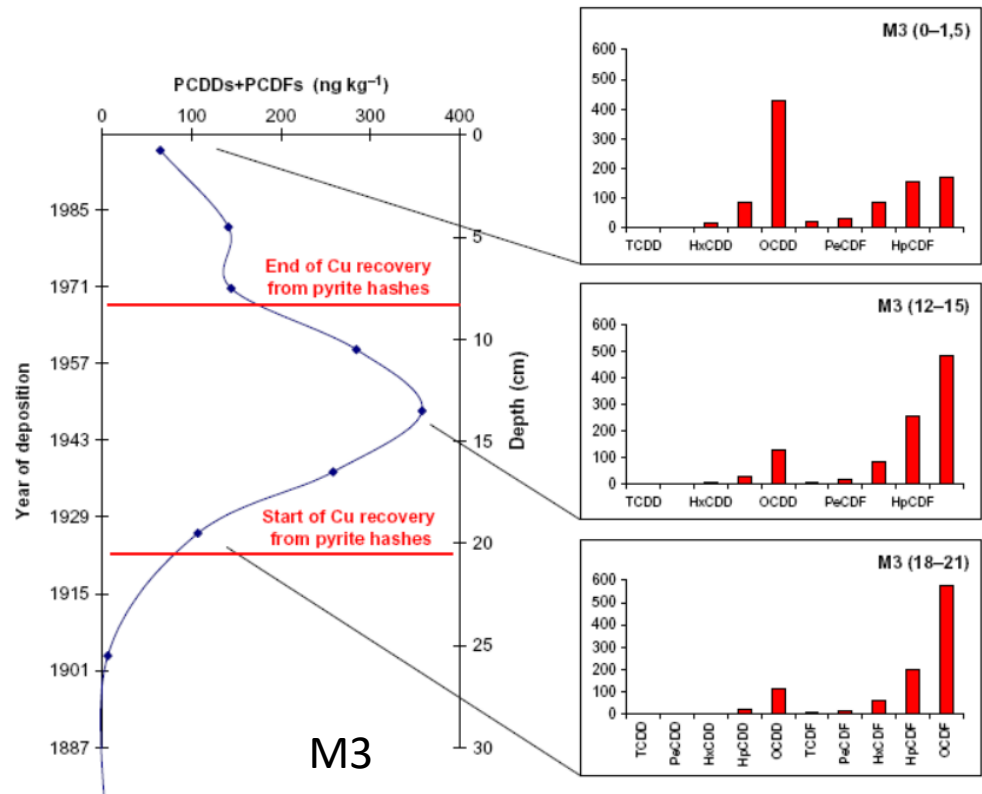 PCDDs+PCDFs (ng kg⁻¹)
0 100 200 300 400
Year of deposition
1985
1971
1957
1943
1929
1915
1901
1887
End of Cu recovery
from pyrite hashes
Start of Cu recovery
from pyrite hashes
Depth (cm)
0
5
10
15
20
25
30
M3
M3 (0–1,5)
600
500
400
300
200
100
0
TCDD HxCDD OCDD PeCDF HpCDF
M3 (12–15)
600
500
400
300
200
100
0
TCDD HxCDD OCDD PeCDF HpCDF
M3 (18–21)
600
500
400
300
200
100
0
TCDD
PeCDD
HxCDD
HpCDD
OCDD
TCDF
PeCDF
HxCDF
HpCDF
OCDF